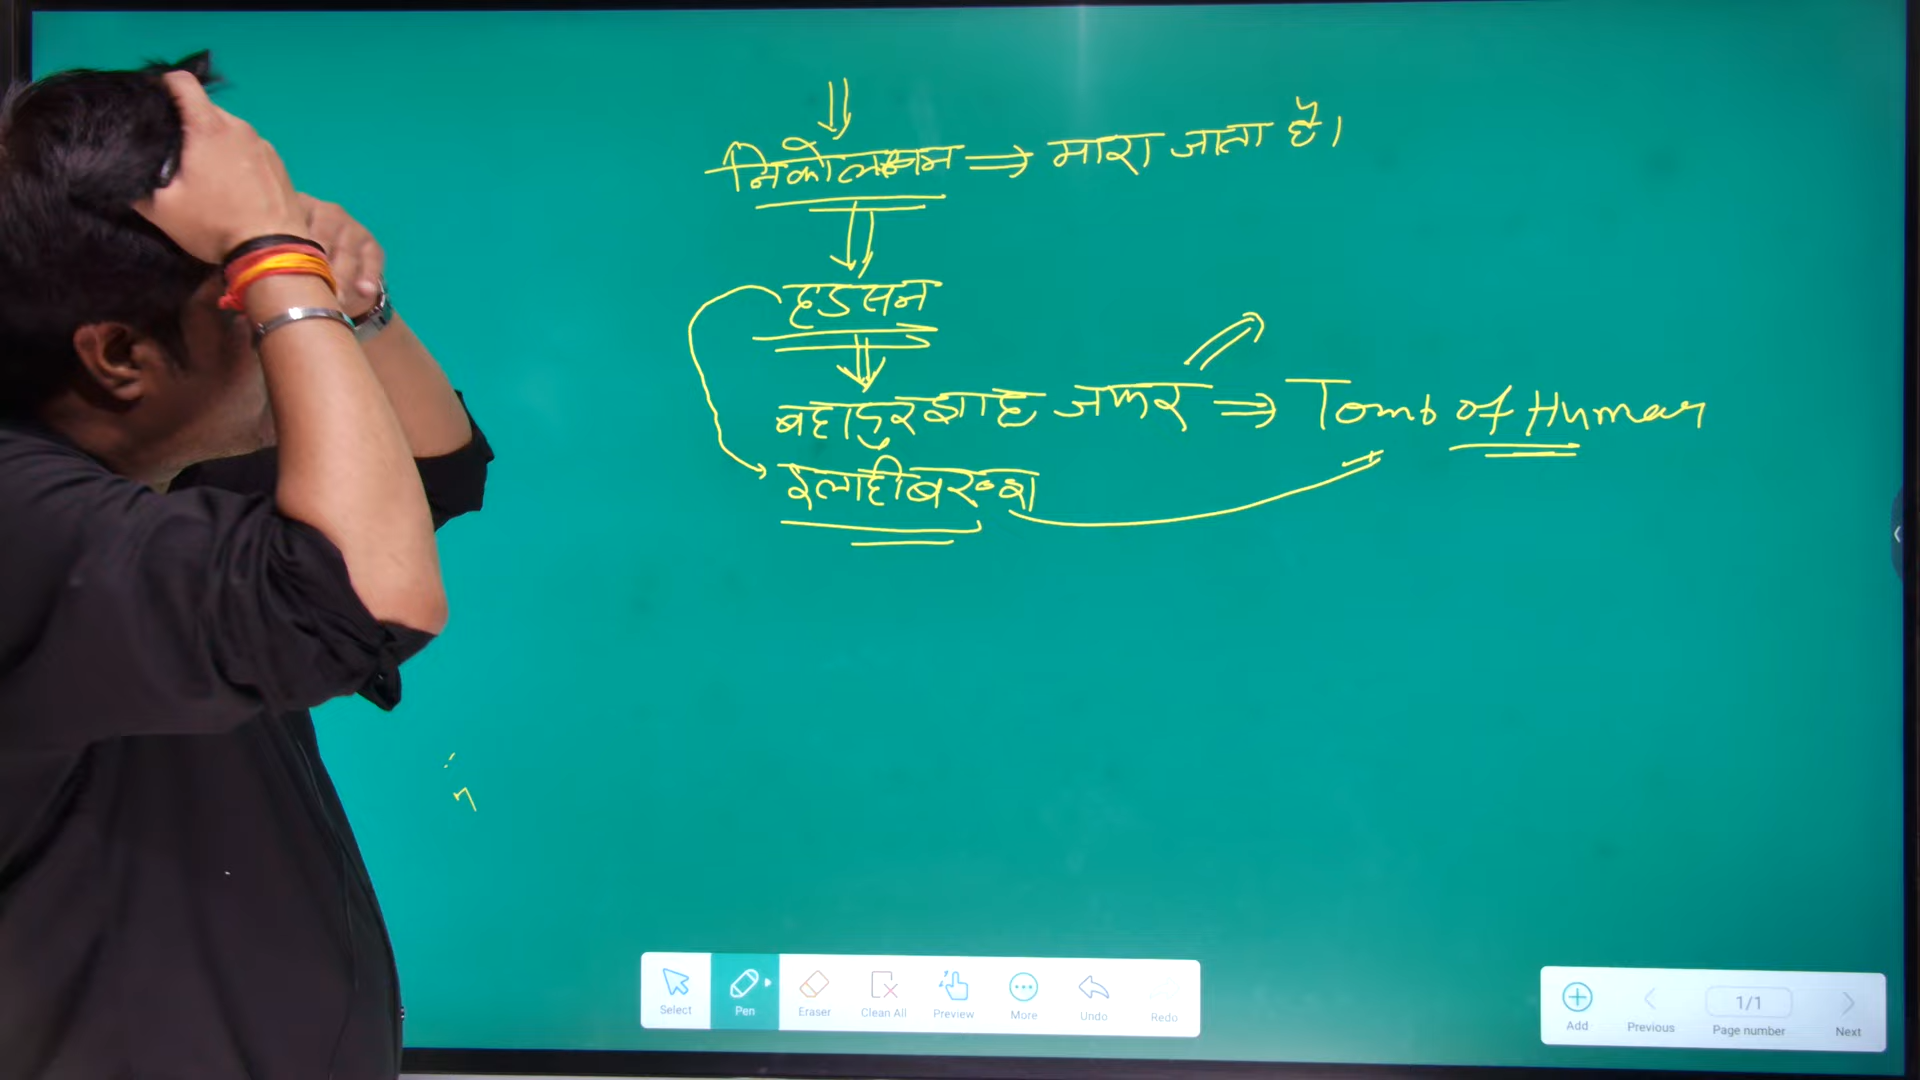 निकोलसन ⇒ मारा जाता है।
हडसन
बहादुरशाह जफर ⇒ Tomb of Humar
इलाहीबख्श
Select Pen Eraser Clean All Preview More Undo Redo
Add Previous 1/1 Page number Next